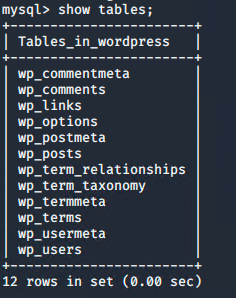 mysql> show tables;
+-----------------------+
| Tables_in_wordpress   |
+-----------------------+
| wp_commentmeta        |
| wp_comments           |
| wp_links              |
| wp_options            |
| wp_postmeta           |
| wp_posts              |
| wp_term_relationships |
| wp_term_taxonomy      |
| wp_termmeta           |
| wp_terms              |
| wp_usermeta           |
| wp_users              |
+-----------------------+
12 rows in set (0.00 sec)